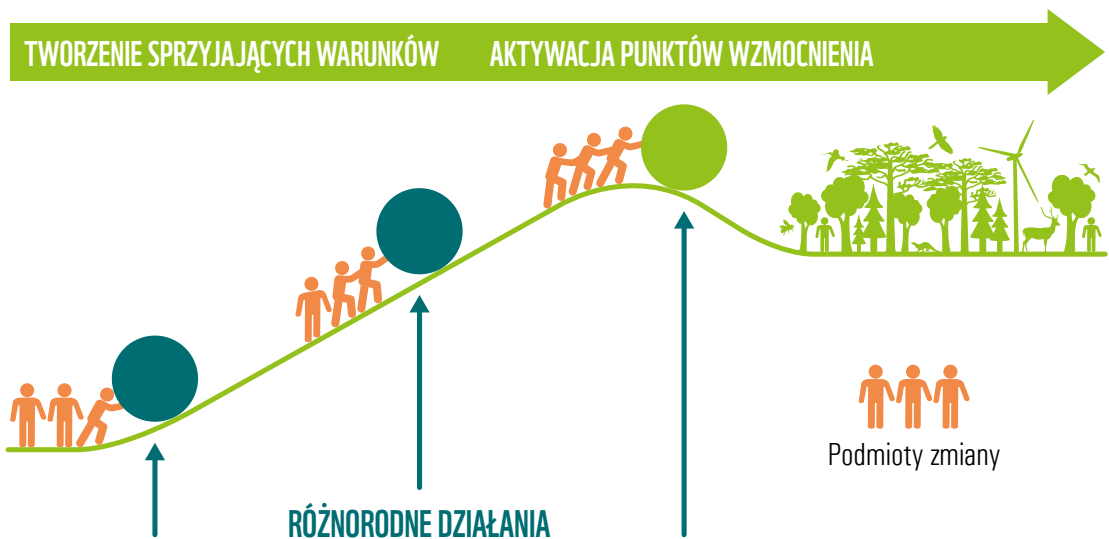 TWORZENIE SPRZYJAJĄCYCH WARUNKÓW AKTYWACJA PUNKTÓW WZMOCNIENIA
Podmioty zmiany
RÓŻNORODNE DZIAŁANIA